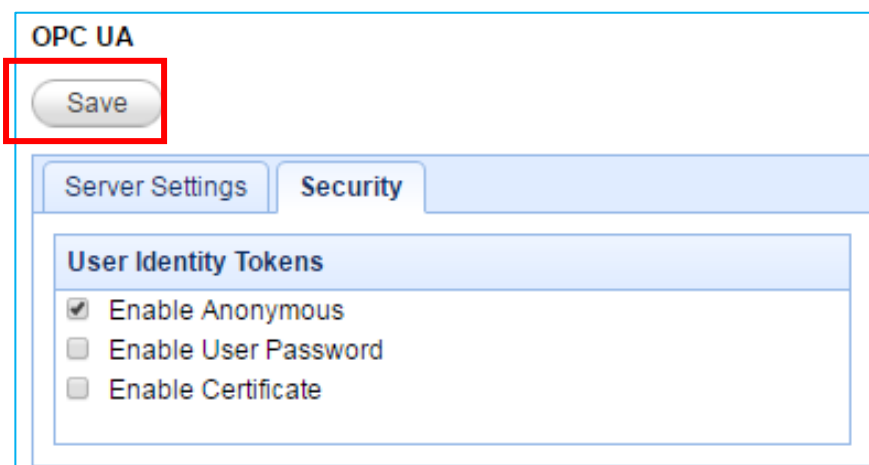 OPC UA
Save
Server Settings Security
User Identity Tokens
Enable Anonymous
Enable User Password
Enable Certificate